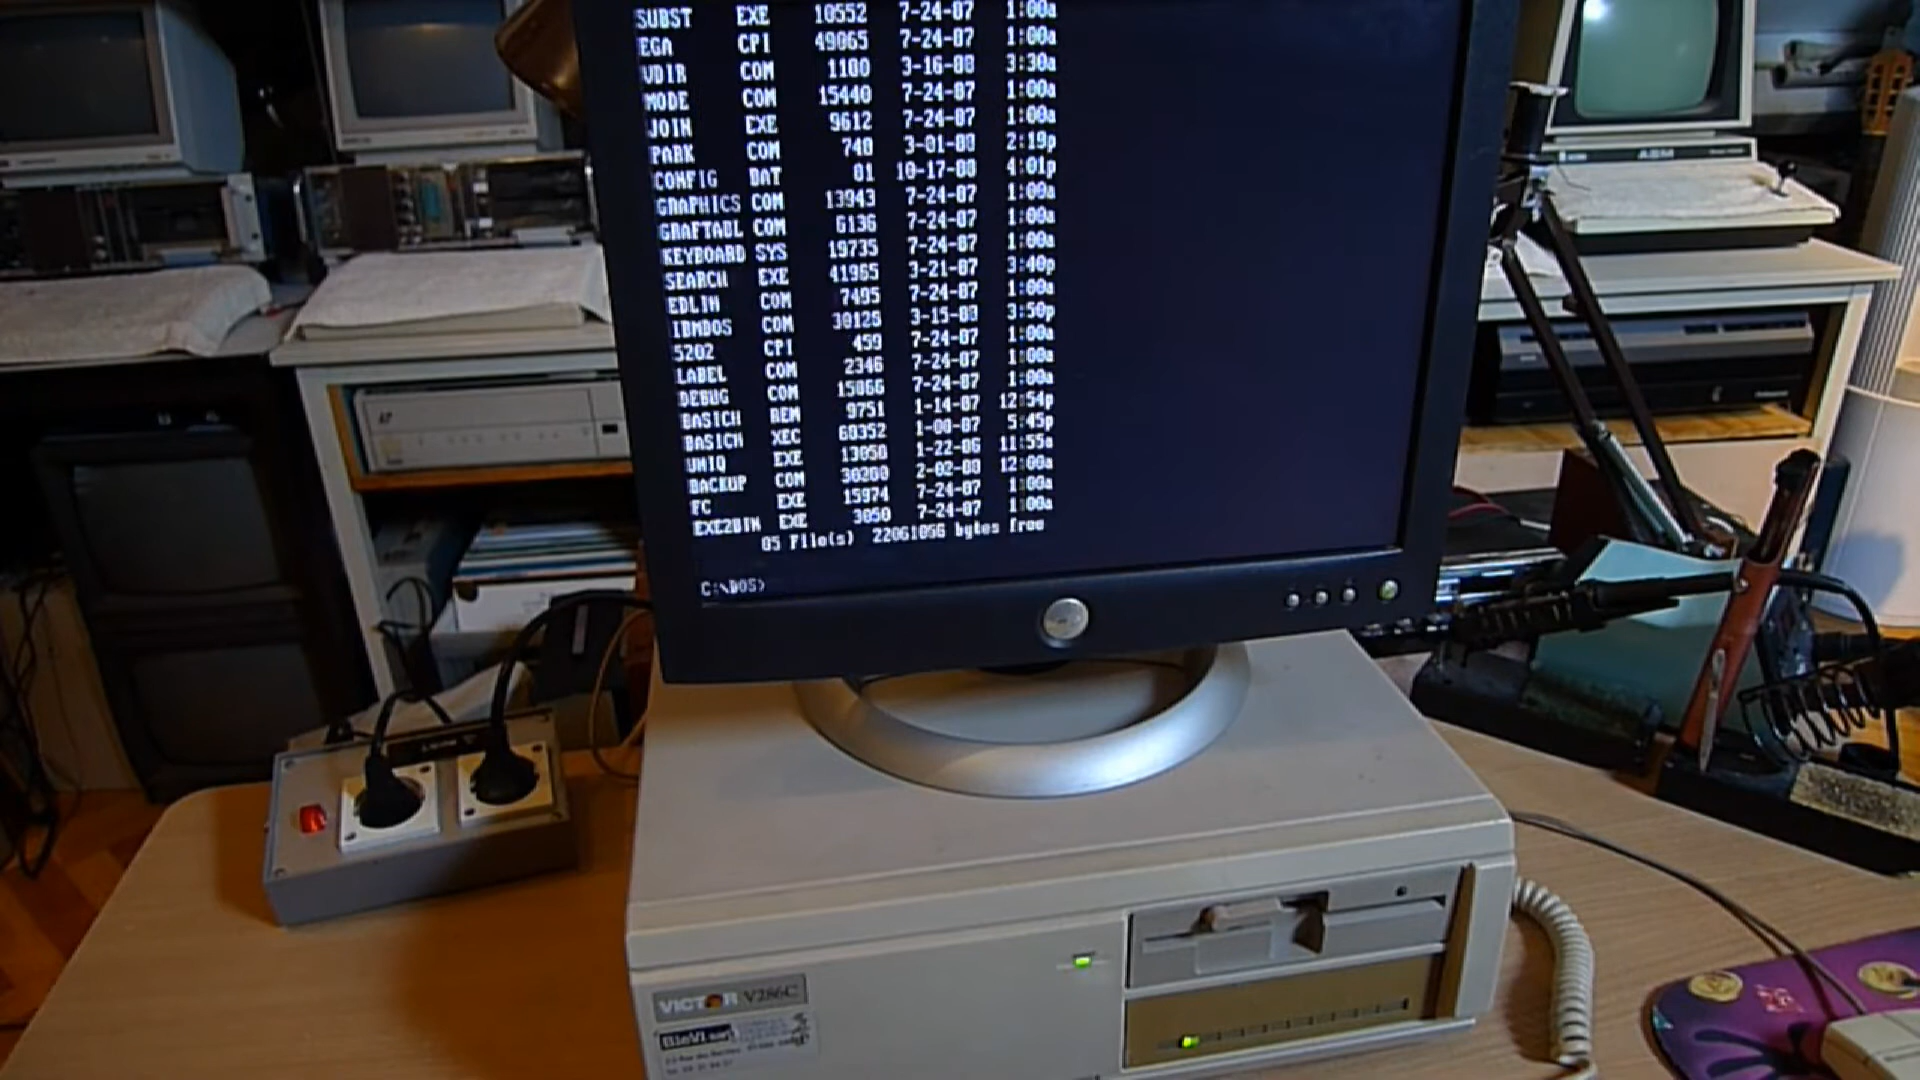 SUBST EXE 10552 7-24-87 1:00a
EGA CPI 49065 7-24-87 1:00a
VDIR COM 1100 3-16-88 3:30a
MODE COM 15440 7-24-87 1:00a
JOIN EXE 9612 7-24-87 1:00a
PARK COM 740 3-01-88 2:19p
CONFIG BAT 81 10-17-88 4:01p
GRAPHICS COM 13943 7-24-87 1:00a
GRAFTABL COM 6136 7-24-87 1:00a
KEYBOARD SYS 19735 7-24-87 1:00a
SEARCH EXE 41965 3-21-87 3:40p
EDLIN COM 7495 7-24-87 1:00a
IBMDOS COM 30128 3-15-88 3:50p
5202 CPI 459 7-24-87 1:00a
LABEL COM 2346 7-24-87 1:00a
DEBUG COM 15866 7-24-87 1:00a
BASICM REM 9751 1-14-87 12:54p
BASICM XEC 60352 1-08-87 5:45p
UNIQ EXE 13050 1-22-86 11:55a
BACKUP COM 30280 2-02-88 12:00a
FC EXE 15974 7-24-87 1:00a
EXE2BIN EXE 3050 7-24-87 1:00a
85 File(s) 22061056 bytes free
C:\DOS>
VICTOR V286C